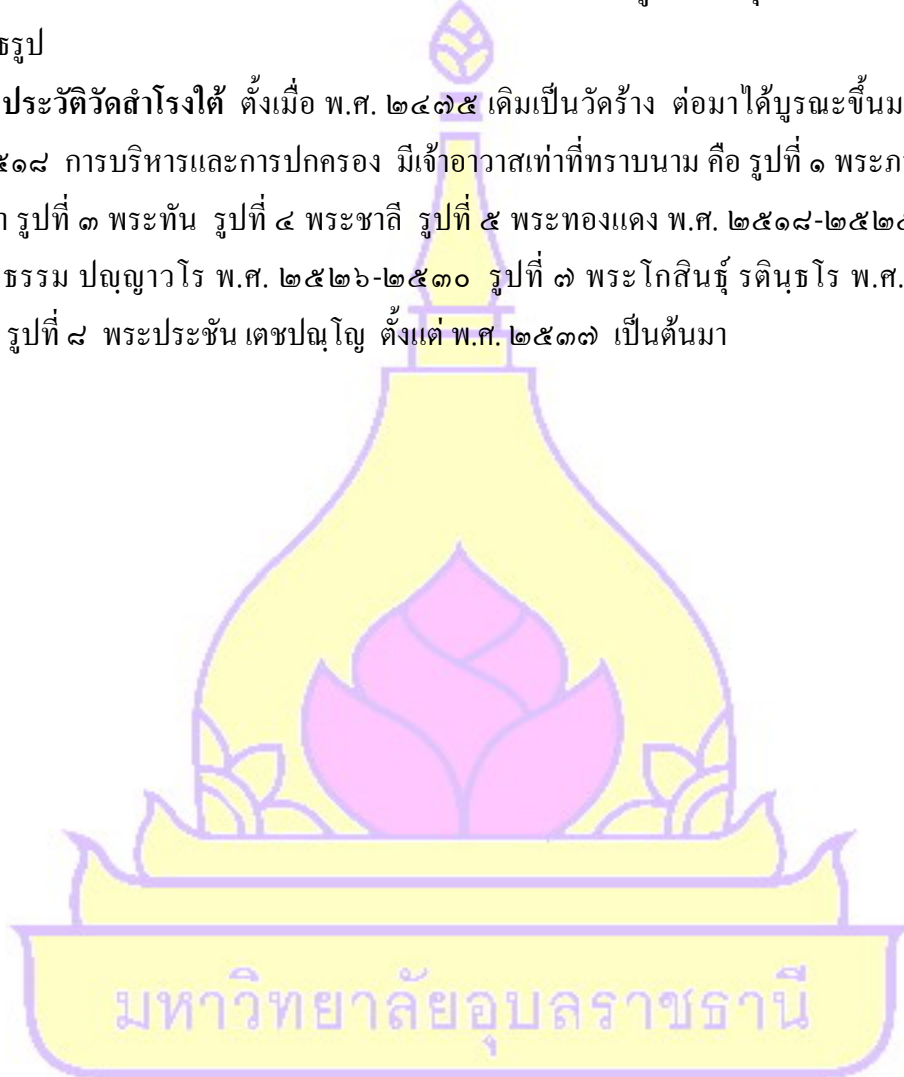 ธรูป
ประวัติวัดสำโรงใต้ ตั้งเมื่อ พ.ศ. ๒๔๗๕ เดิมเป็นวัดร้าง ต่อมาได้บูรณะขึ้นม
๕๑๘ การบริหารและการปกครอง มีเจ้าอาวาสเท่าที่ทราบนาม คือ รูปที่ ๑ พระภ
รูปที่ ๓ พระทัน รูปที่ ๔ พระชาลี รูปที่ ๕ พระทองแดง พ.ศ. ๒๕๑๘-๒๕๒๕
ธรรม ปญฺญาวโร พ.ศ. ๒๕๒๖-๒๕๓๐ รูปที่ ๗ พระโกสินธุ์ รตินฺธโร พ.ศ.
รูปที่ ๘ พระประชัน เตชปณฺโญ ตั้งแต่ พ.ศ. ๒๕๓๗ เป็นต้นมา
มหาวิทยาลัยอุบลราชธานี